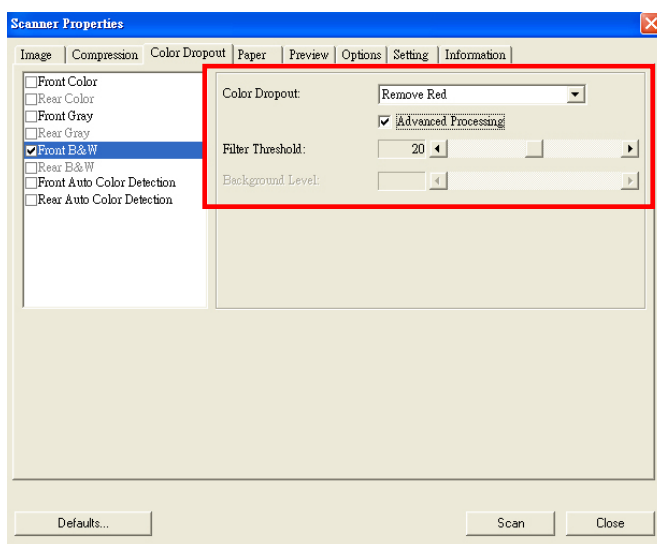 Scanner Properties
Image Compression Color Dropout Paper Preview Options Setting Information
Front Color
Rear Color
Front Gray
Rear Gray
Front B&W
Rear B&W
Front Auto Color Detection
Rear Auto Color Detection
Color Dropout: Remove Red
Advanced Processing
Filter Threshold: 20
Background Level:
Defaults... Scan Close